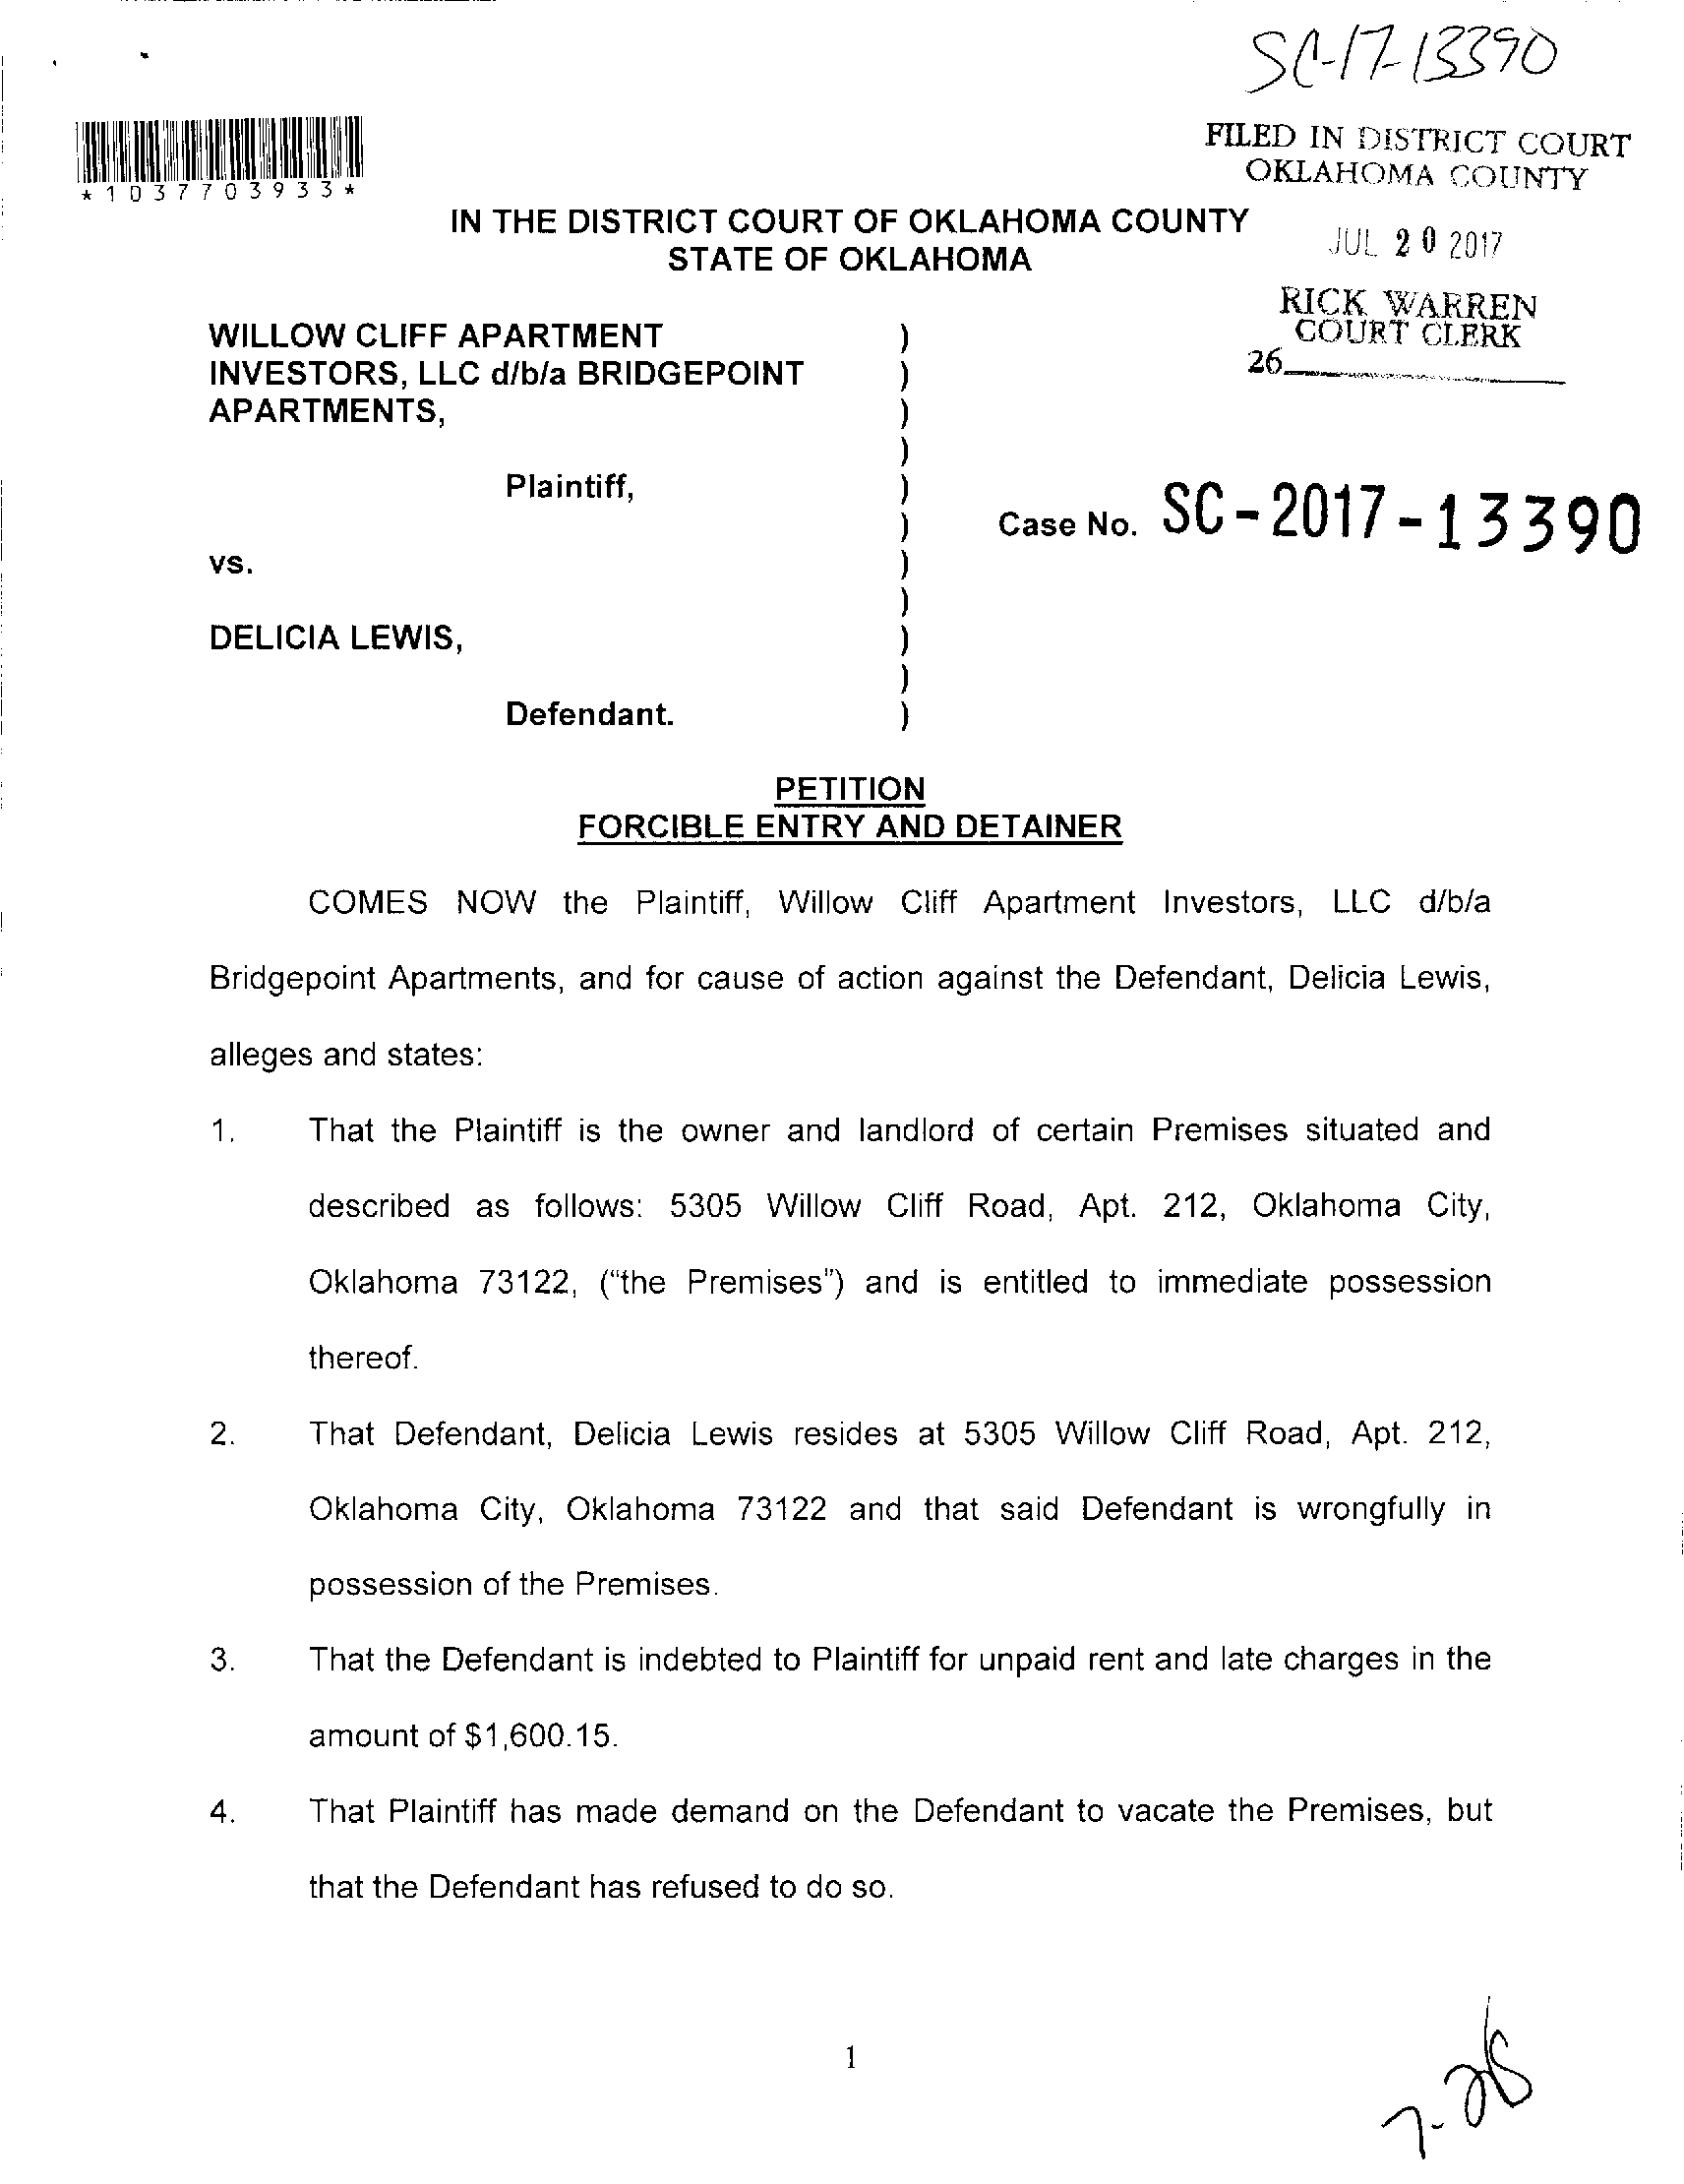 SC-17-13390
FILED IN DISTRICT COURT
OKLAHOMA COUNTY
*1037703933*
IN THE DISTRICT COURT OF OKLAHOMA COUNTY
STATE OF OKLAHOMA
JUL 20 2017
RICK WARREN
COURT CLERK
26
WILLOW CLIFF APARTMENT )
INVESTORS, LLC d/b/a BRIDGEPOINT )
APARTMENTS, )
)
Plaintiff, )
) Case No. SC-2017-13390
vs. )
)
DELICIA LEWIS, )
)
Defendant. )
PETITION
FORCIBLE ENTRY AND DETAINER
COMES NOW the Plaintiff, Willow Cliff Apartment Investors, LLC d/b/a
Bridgepoint Apartments, and for cause of action against the Defendant, Delicia Lewis,
alleges and states:
1. That the Plaintiff is the owner and landlord of certain Premises situated and
described as follows: 5305 Willow Cliff Road, Apt. 212, Oklahoma City,
Oklahoma 73122, ("the Premises") and is entitled to immediate possession
thereof.
2. That Defendant, Delicia Lewis resides at 5305 Willow Cliff Road, Apt. 212,
Oklahoma City, Oklahoma 73122 and that said Defendant is wrongfully in
possession of the Premises.
3. That the Defendant is indebted to Plaintiff for unpaid rent and late charges in the
amount of $1,600.15.
4. That Plaintiff has made demand on the Defendant to vacate the Premises, but
that the Defendant has refused to do so.
1